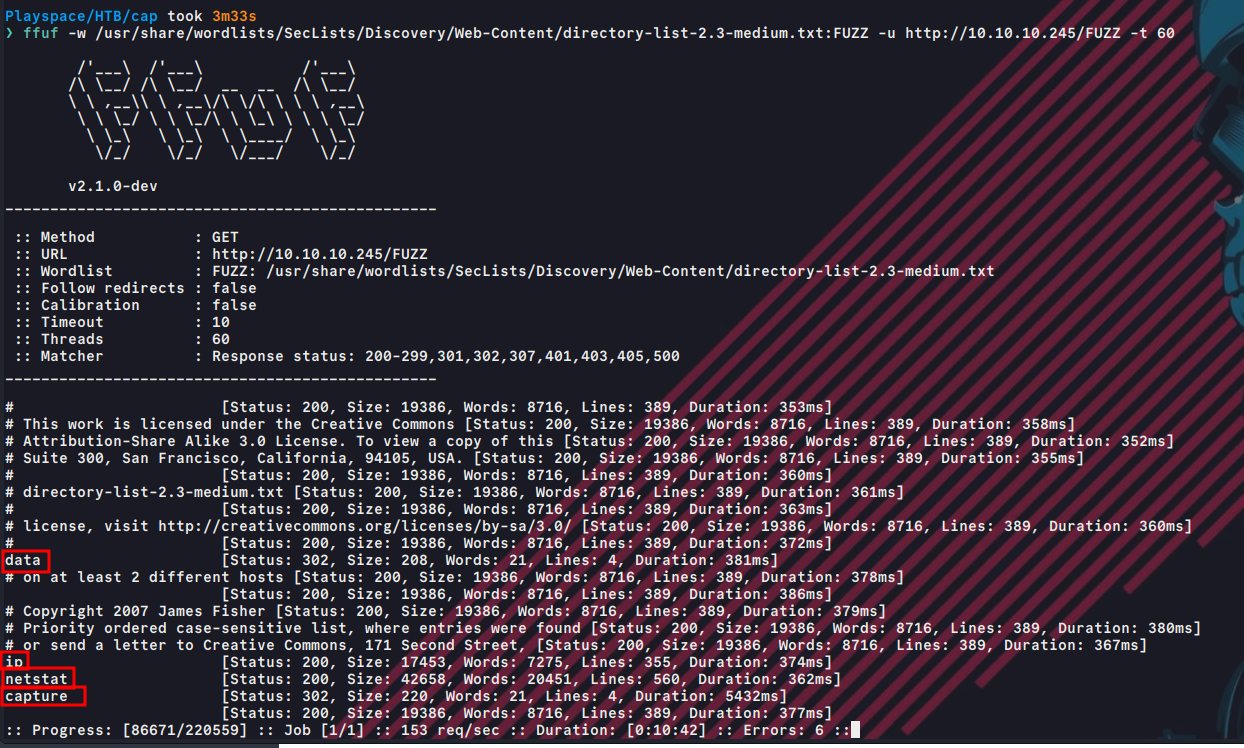 Playspace/HTB/cap took 3m33s
❯ ffuf -w /usr/share/wordlists/SecLists/Discovery/Web-Content/directory-list-2.3-medium.txt:FUZZ -u http://10.10.10.245/FUZZ -t 60
v2.1.0-dev
________________________________________________
:: Method           : GET
:: URL              : http://10.10.10.245/FUZZ
:: Wordlist         : FUZZ: /usr/share/wordlists/SecLists/Discovery/Web-Content/directory-list-2.3-medium.txt
:: Follow redirects : false
:: Calibration      : false
:: Timeout          : 10
:: Threads          : 60
:: Matcher          : Response status: 200-299,301,302,307,401,403,405,500
________________________________________________
#                       [Status: 200, Size: 19386, Words: 8716, Lines: 389, Duration: 353ms]
# This work is licensed under the Creative Commons [Status: 200, Size: 19386, Words: 8716, Lines: 389, Duration: 358ms]
# Attribution-Share Alike 3.0 License. To view a copy of this [Status: 200, Size: 19386, Words: 8716, Lines: 389, Duration: 352ms]
# Suite 300, San Francisco, California, 94105, USA. [Status: 200, Size: 19386, Words: 8716, Lines: 389, Duration: 355ms]
#                       [Status: 200, Size: 19386, Words: 8716, Lines: 389, Duration: 360ms]
# directory-list-2.3-medium.txt [Status: 200, Size: 19386, Words: 8716, Lines: 389, Duration: 361ms]
#                       [Status: 200, Size: 19386, Words: 8716, Lines: 389, Duration: 363ms]
# license, visit http://creativecommons.org/licenses/by-sa/3.0/ [Status: 200, Size: 19386, Words: 8716, Lines: 389, Duration: 360ms]
#                       [Status: 200, Size: 19386, Words: 8716, Lines: 389, Duration: 372ms]
data                    [Status: 302, Size: 208, Words: 21, Lines: 4, Duration: 381ms]
# on at least 2 different hosts [Status: 200, Size: 19386, Words: 8716, Lines: 389, Duration: 378ms]
[Status: 200, Size: 19386, Words: 8716, Lines: 389, Duration: 386ms]
# Copyright 2007 James Fisher [Status: 200, Size: 19386, Words: 8716, Lines: 389, Duration: 379ms]
# Priority ordered case-sensitive list, where entries were found [Status: 200, Size: 19386, Words: 8716, Lines: 389, Duration: 380ms]
# or send a letter to Creative Commons, 171 Second Street, [Status: 200, Size: 19386, Words: 8716, Lines: 389, Duration: 367ms]
ip                      [Status: 200, Size: 17453, Words: 7275, Lines: 355, Duration: 374ms]
netstat                 [Status: 200, Size: 42658, Words: 20451, Lines: 560, Duration: 362ms]
capture                 [Status: 302, Size: 220, Words: 21, Lines: 4, Duration: 5432ms]
[Status: 200, Size: 19386, Words: 8716, Lines: 389, Duration: 377ms]
:: Progress: [86671/220559] :: Job [1/1] :: 153 req/sec :: Duration: [0:10:42] :: Errors: 6 ::